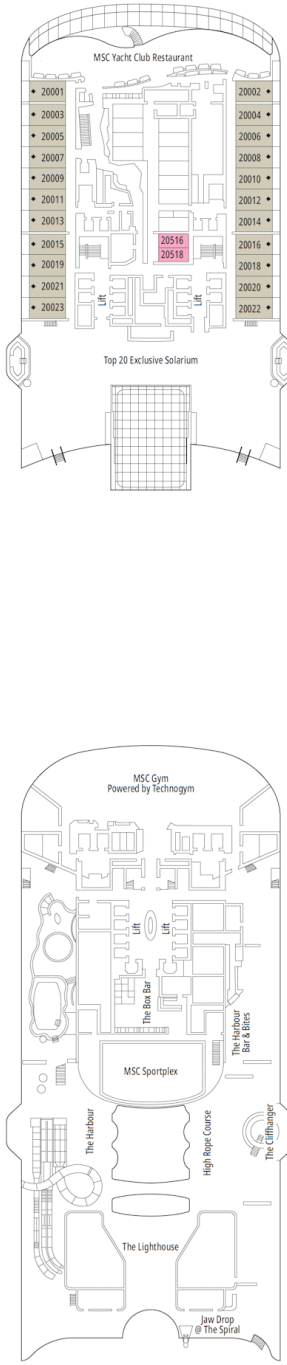 MSC Yacht Club Restaurant
20001
20002
20003
20004
20005
20006
20007
20008
20009
20010
20011
20012
20013
20014
20516
20015
20016
20518
20019
20018
20021
20020
20023
20022
Lift
Lift
Top 20 Exclusive Solarium
MSC Gym
Powered by Technogym
Lift
Lift
The Box Bar
The Harbour
Bar & Bites
MSC Sportplex
The Harbour
High Rope Course
The Cliffhanger
The Lighthouse
Jaw Drop
@ The Spiral